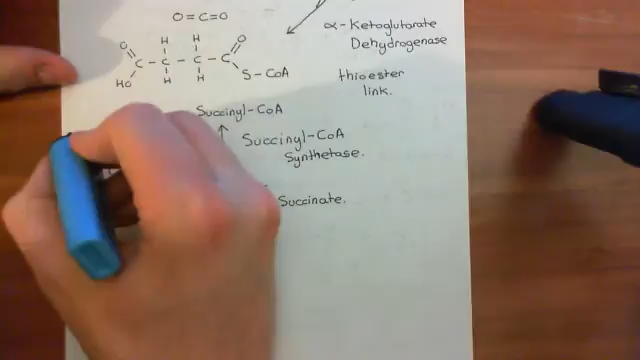 O=C=O
α-Ketoglutarate
Dehydrogenase
O H H O
C - C - C - C
HO H H S - CoA
thioester
link.
Succinyl-CoA
Succinyl-CoA
Synthetase.
Succinate.